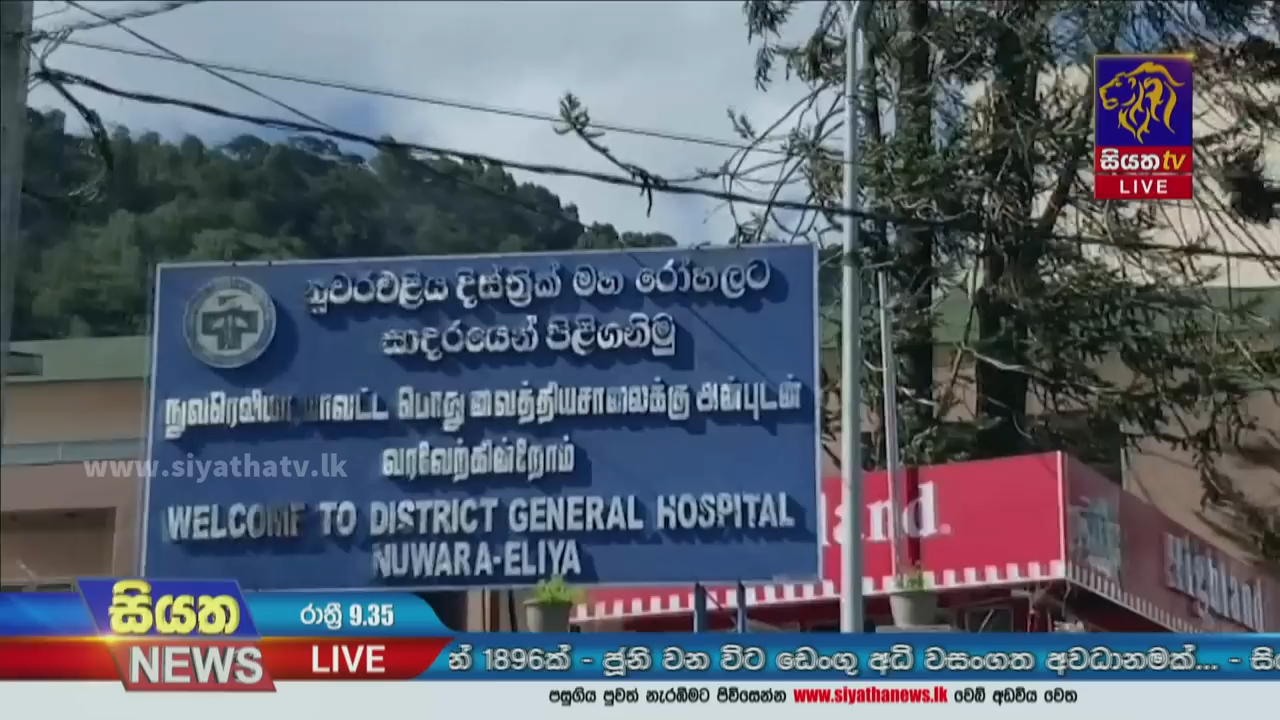 සියත tv
LIVE
නුවරඑළිය දිස්ත්‍රික් මහ රෝහලට
සාදරයෙන් පිළිගනිමු
நுவரெலியா மாவட்ட பொது வைத்தியசாலைக்கு அன்புடன்
வரவேற்கின்றோம்
www.siyathatv.lk
WELCOME TO DISTRICT GENERAL HOSPITAL
NUWARA-ELIYA
land
Highland
සියත
NEWS
රාත්‍රී 9.35
LIVE
න් 1896ක් - ජූනි වන විට ඩෙංගු අධි වසංගත අවධානමක්... - සි
පසුගිය පුවත් නැරඹීමට පිවිසෙන්න www.siyathanews.lk වෙබ් අඩවිය වෙත